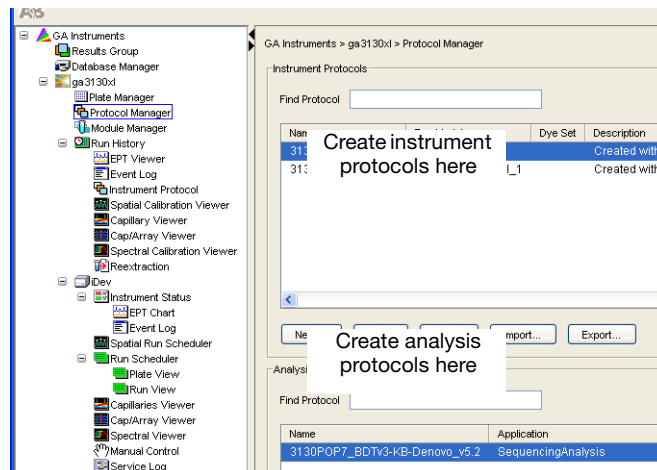 GA Instruments
Results Group
Database Manager
ga3130xl
Plate Manager
Protocol Manager
Module Manager
Run History
EPT Viewer
Event Log
Instrument Protocol
Spatial Calibration Viewer
Capillary Viewer
Cap/Array Viewer
Spectral Calibration Viewer
Reextraction
iDev
Instrument Status
EPT Chart
Event Log
Spatial Run Scheduler
Run Scheduler
Plate View
Run View
Capillaries Viewer
Cap/Array Viewer
Spectral Viewer
Manual Control
Service Log
GA Instruments > ga3130xl > Protocol Manager
Instrument Protocols
Find Protocol
Dye Set Description
Create instrument
protocols here
Created with
Created with
Export...
Create analysis
protocols here
Find Protocol
Name Application
3130POP7_BDTv3-KB-Denovo_v5.2 SequencingAnalysis